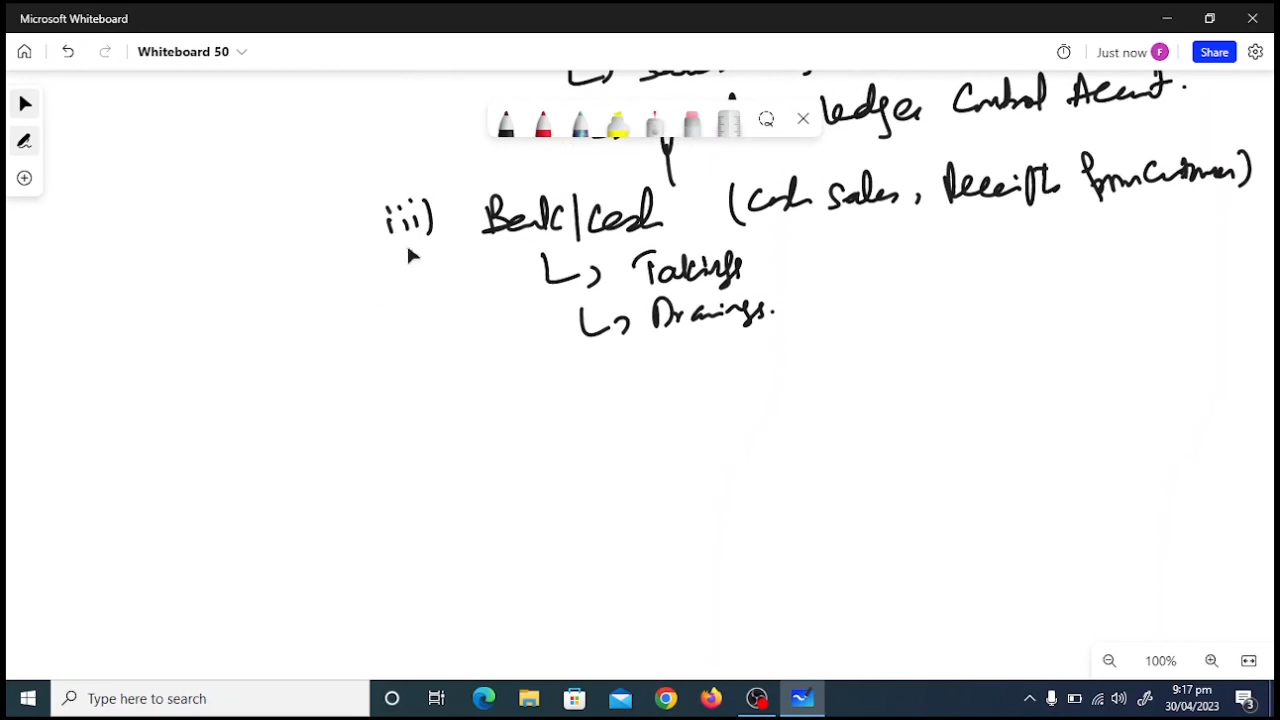 Microsoft Whiteboard
Whiteboard 50
Just now F
Share
Ledger Control Account.
iii) Bank/Cash (Cash sales, Receipts from Customers)
↳ Takings
↳ Drawings.
100%
Type here to search
9:17 pm
30/04/2023
3